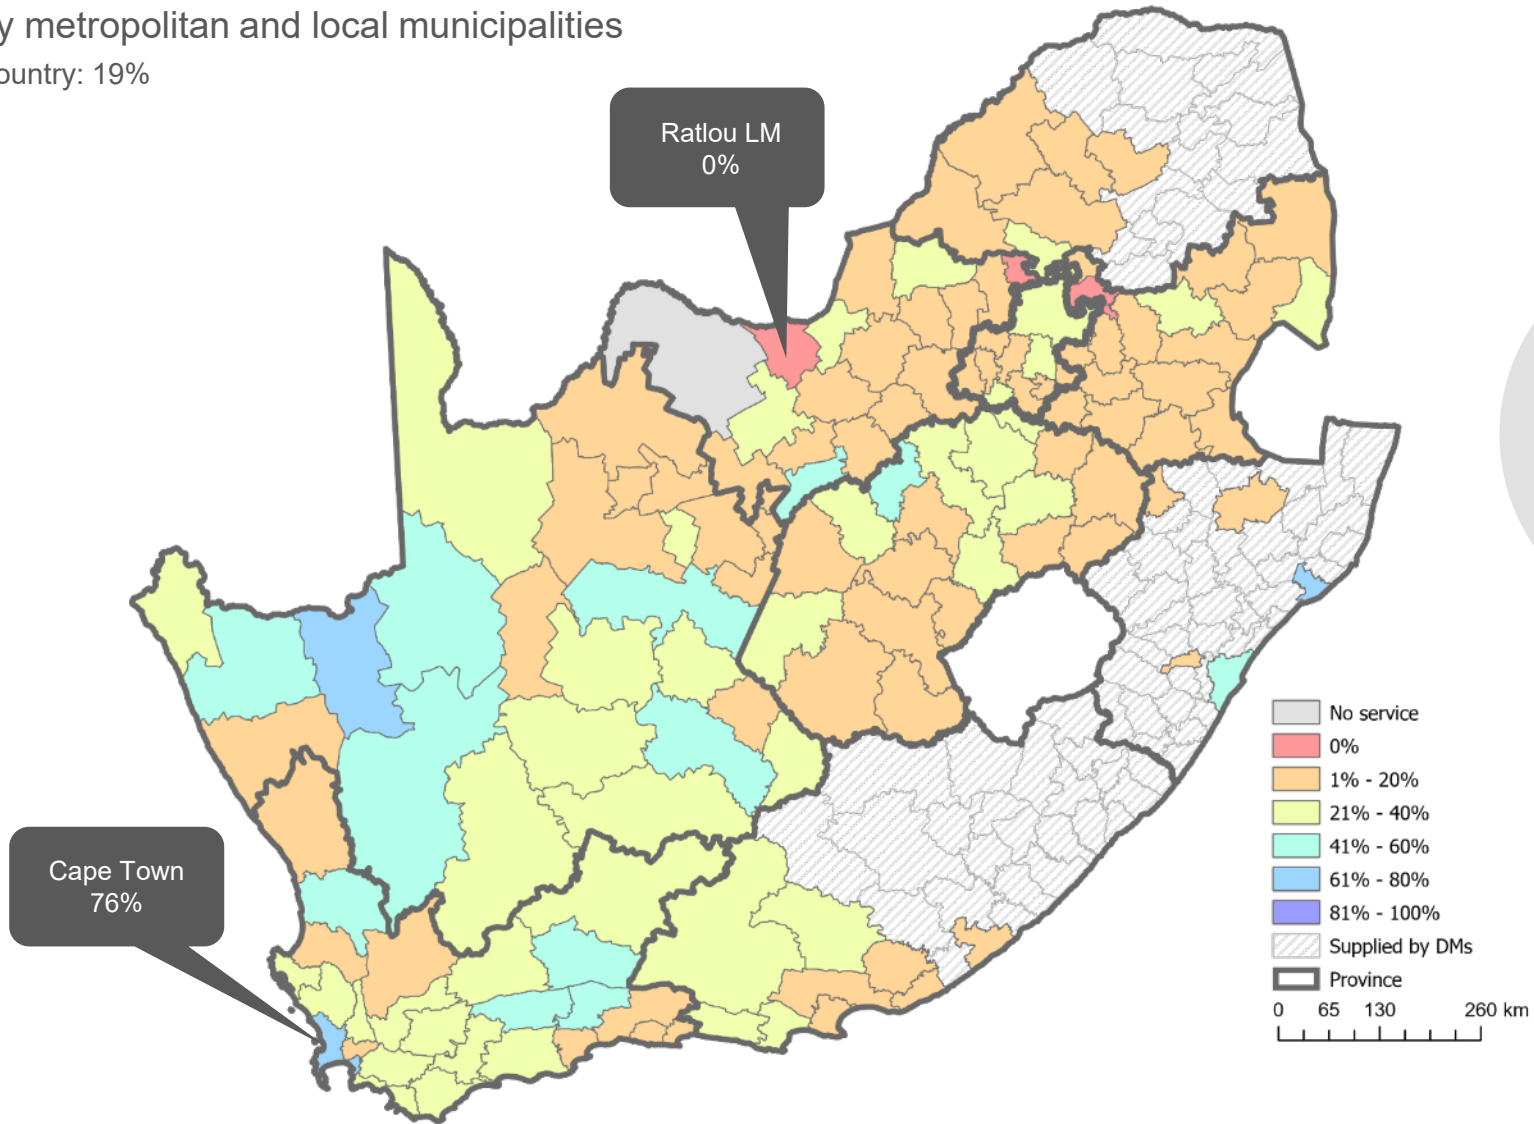 y metropolitan and local municipalities
ountry: 19%
Ratlou LM
0%
Cape Town
76%
No service
0%
1% - 20%
21% - 40%
41% - 60%
61% - 80%
81% - 100%
Supplied by DMs
Province
0 65 130 260 km